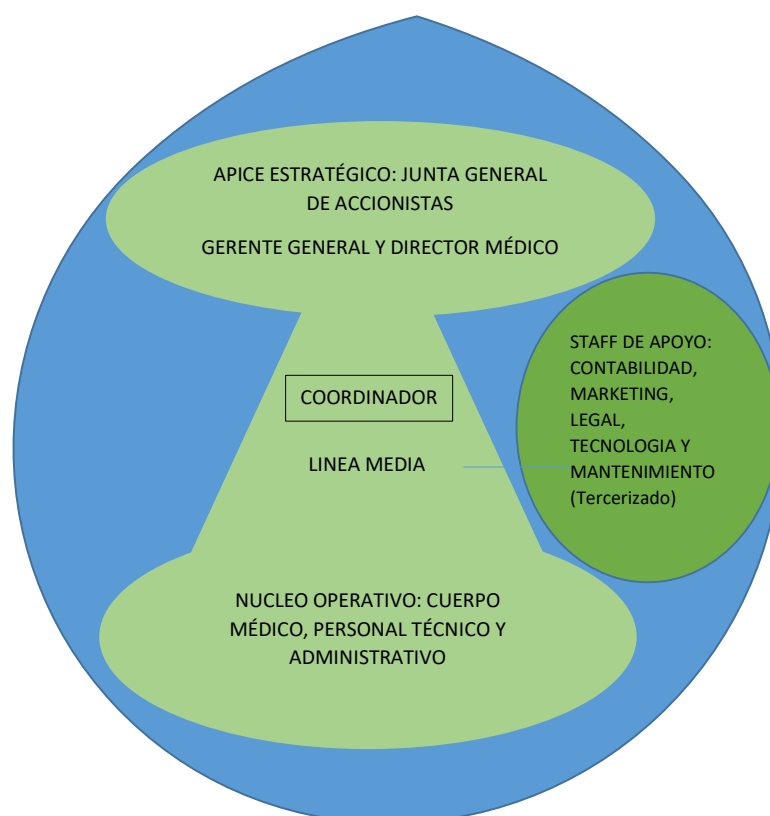 APICE ESTRATÉGICO: JUNTA GENERAL
DE ACCIONISTAS
GERENTE GENERAL Y DIRECTOR MÉDICO
COORDINADOR
LINEA MEDIA
STAFF DE APOYO:
CONTABILIDAD,
MARKETING,
LEGAL,
TECNOLOGIA Y
MANTENIMIENTO
(Tercerizado)
NUCLEO OPERATIVO: CUERPO
MÉDICO, PERSONAL TÉCNICO Y
ADMINISTRATIVO